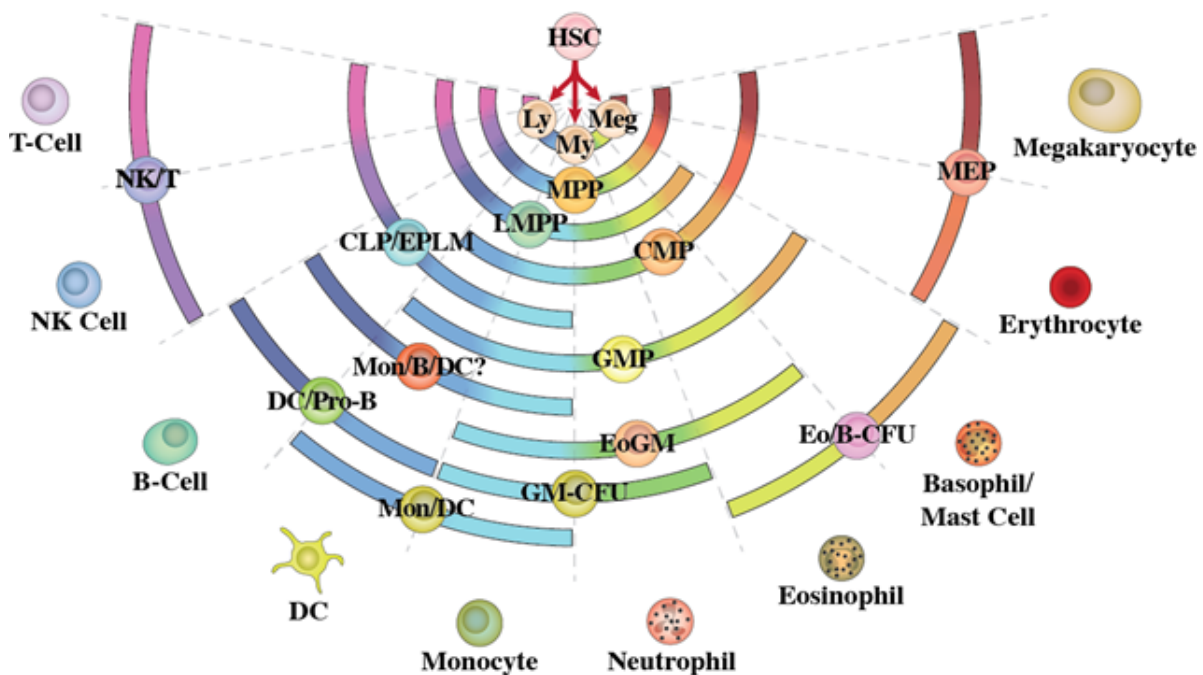 HSC
Ly
Meg
My
MPP
LMPP
CLP/EPLM
CMP
NK/T
MEP
T-Cell
Megakaryocyte
NK Cell
Erythrocyte
GMP
Mon/B/DC?
DC/Pro-B
EoGM
Eo/B-CFU
GM-CFU
Mon/DC
B-Cell
Basophil/
Mast Cell
DC
Eosinophil
Monocyte
Neutrophil